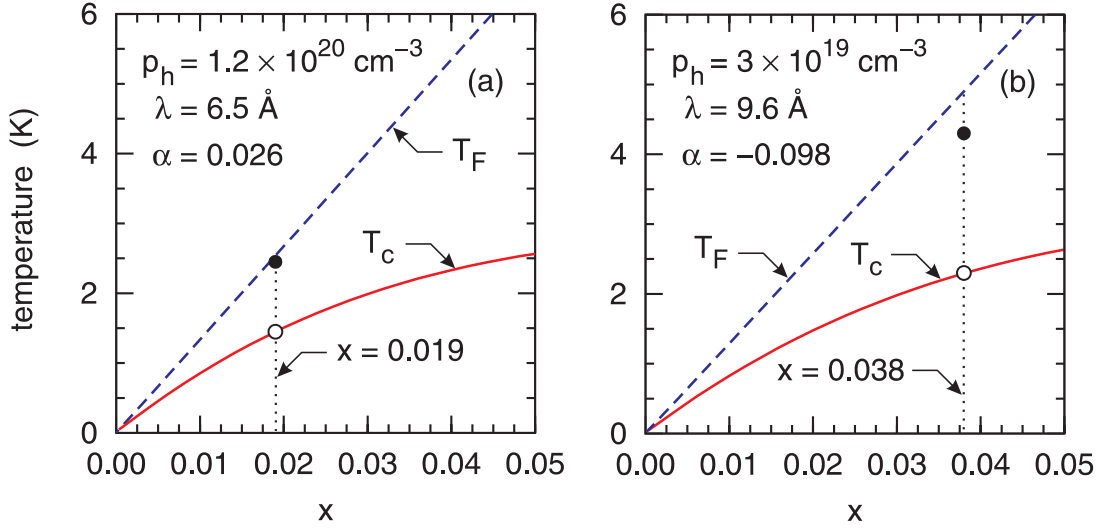 temperature (K)
6
4
2
0
p_h = 1.2 × 10^20 cm^−3
(a)
λ = 6.5 Å
α = 0.026
T_F
T_c
x = 0.019
0.00 0.01 0.02 0.03 0.04 0.05
x
6
4
2
0
p_h = 3 × 10^19 cm^−3
(b)
λ = 9.6 Å
α = −0.098
T_F
T_c
x = 0.038
0.00 0.01 0.02 0.03 0.04 0.05
x